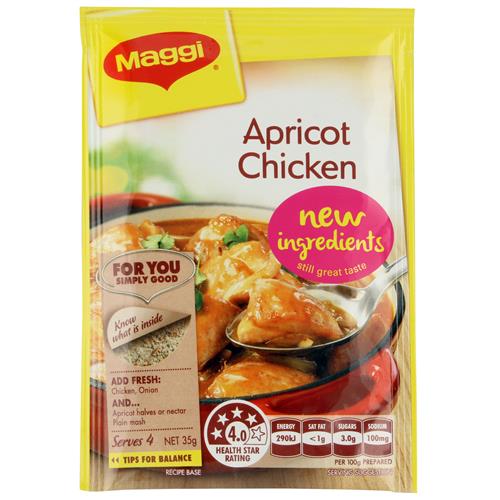 Maggi
Apricot
Chicken
new
ingredients
still great taste
FOR YOU
SIMPLY GOOD
Know
what is inside
ADD FRESH:
Chicken, Onion
AND...
Apricot halves or nectar
Plain mash
Serves 4 NET 35g
TIPS FOR BALANCE
RECIPE BASE
4.0
HEALTH STAR
RATING
ENERGY
290kJ
SAT FAT
<1g
SUGARS
3.0g
SODIUM
100mg
PER 100g PREPARED
SERVING SUGGESTION